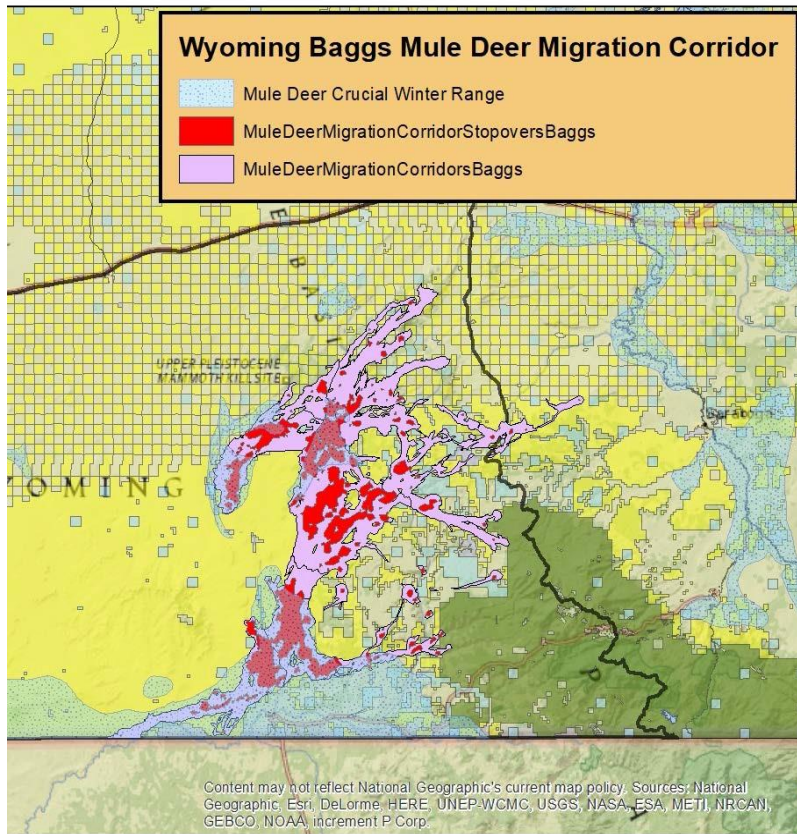 Wyoming Baggs Mule Deer Migration Corridor
Mule Deer Crucial Winter Range
MuleDeerMigrationCorridorStopoversBaggs
MuleDeerMigrationCorridorsBaggs
E
BASI
UPPER PLEISTOCENE
MAMMOTH KILLSITE
YOMING
Content may not reflect National Geographic's current map policy. Sources: National
Geographic, Esri, DeLorme, HERE, UNEP-WCMC, USGS, NASA, ESA, METI, NRCAN,
GEBCO, NOAA, increment P Corp.